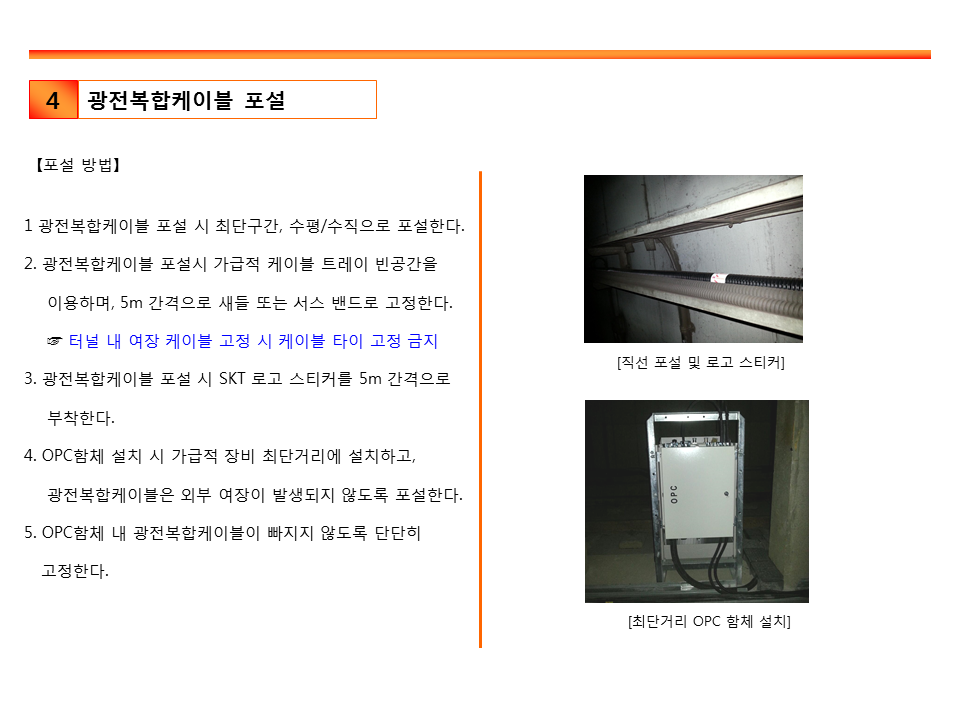 4 광전복합케이블 포설
【포설 방법】
1 광전복합케이블 포설 시 최단구간, 수평/수직으로 포설한다.
2. 광전복합케이블 포설시 가급적 케이블 트레이 빈공간을
이용하며, 5m 간격으로 새들 또는 서스 밴드로 고정한다.
☞ 터널 내 여장 케이블 고정 시 케이블 타이 고정 금지
3. 광전복합케이블 포설 시 SKT 로고 스티커를 5m 간격으로
부착한다.
4. OPC함체 설치 시 가급적 장비 최단거리에 설치하고,
광전복합케이블은 외부 여장이 발생되지 않도록 포설한다.
5. OPC함체 내 광전복합케이블이 빠지지 않도록 단단히
고정한다.
[직선 포설 및 로고 스티커]
OPC
[최단거리 OPC 함체 설치]